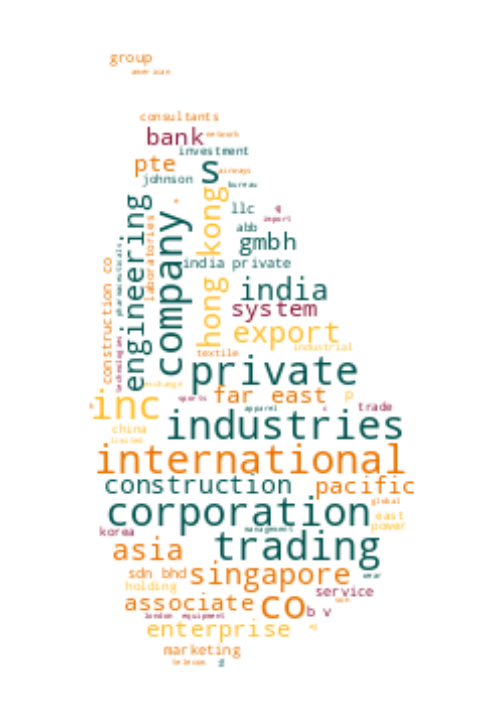 group
american
consultants
bank
network
investment
pte
s
airways
johnson
bureau
engineering
company
hong kong
llc
import
abb
gmbh
laboratories
india private
construction co
pharmaceuticals
india
system
export
technologies
industrial
textile
private
exchange
far east
p
sports
inc
apparel
c
trade
industries
china
limited
international
construction
pacific
global
corporation
east
power
korea
management
trading
asia
sdn bhd
singapore
wear
holding
service
associate
co
b v
london
equipment
enterprise
marketing
telecom